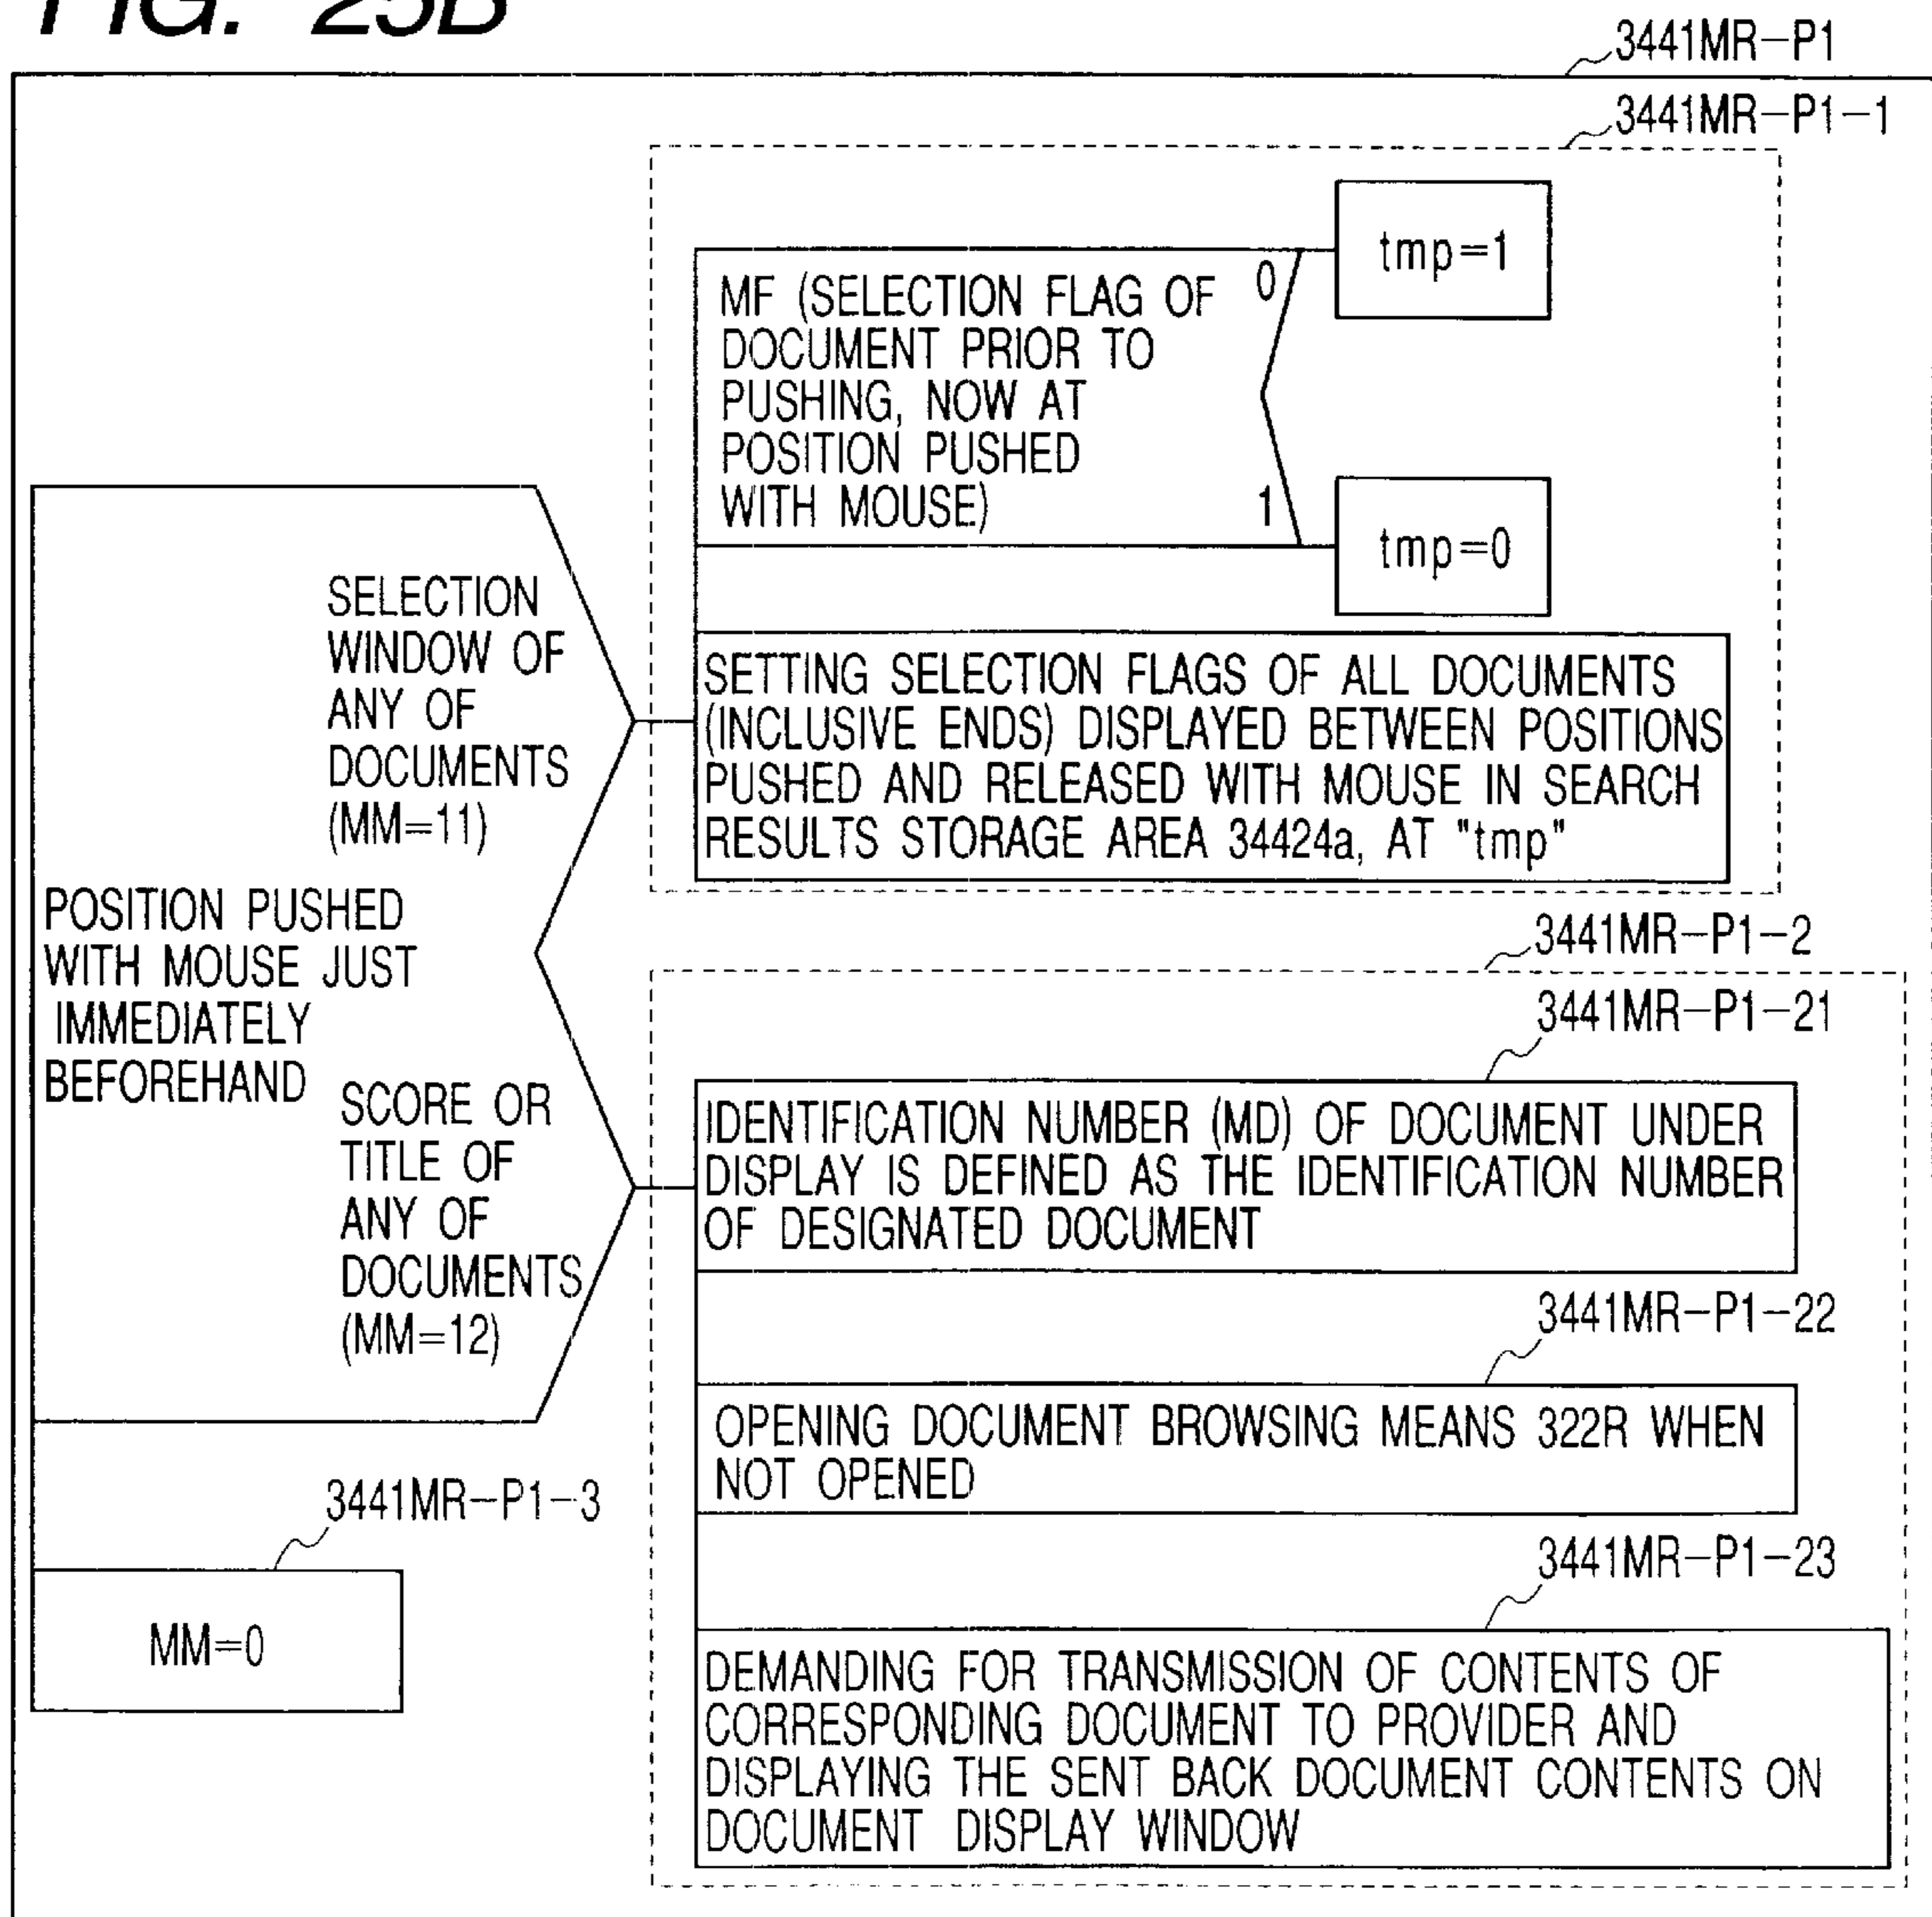 FIG. 25B
3441MR-P1
3441MR-P1-1
MF (SELECTION FLAG OF
DOCUMENT PRIOR TO
PUSHING, NOW AT
POSITION PUSHED
WITH MOUSE)
0
1
tmp=1
tmp=0
SETTING SELECTION FLAGS OF ALL DOCUMENTS
(INCLUSIVE ENDS) DISPLAYED BETWEEN POSITIONS
PUSHED AND RELEASED WITH MOUSE IN SEARCH
RESULTS STORAGE AREA 34424a, AT "tmp"
SELECTION
WINDOW OF
ANY OF
DOCUMENTS
(MM=11)
POSITION PUSHED
WITH MOUSE JUST
IMMEDIATELY
BEFOREHAND
SCORE OR
TITLE OF
ANY OF
DOCUMENTS
(MM=12)
3441MR-P1-2
3441MR-P1-21
IDENTIFICATION NUMBER (MD) OF DOCUMENT UNDER
DISPLAY IS DEFINED AS THE IDENTIFICATION NUMBER
OF DESIGNATED DOCUMENT
3441MR-P1-22
OPENING DOCUMENT BROWSING MEANS 322R WHEN
NOT OPENED
3441MR-P1-23
DEMANDING FOR TRANSMISSION OF CONTENTS OF
CORRESPONDING DOCUMENT TO PROVIDER AND
DISPLAYING THE SENT BACK DOCUMENT CONTENTS ON
DOCUMENT DISPLAY WINDOW
3441MR-P1-3
MM=0